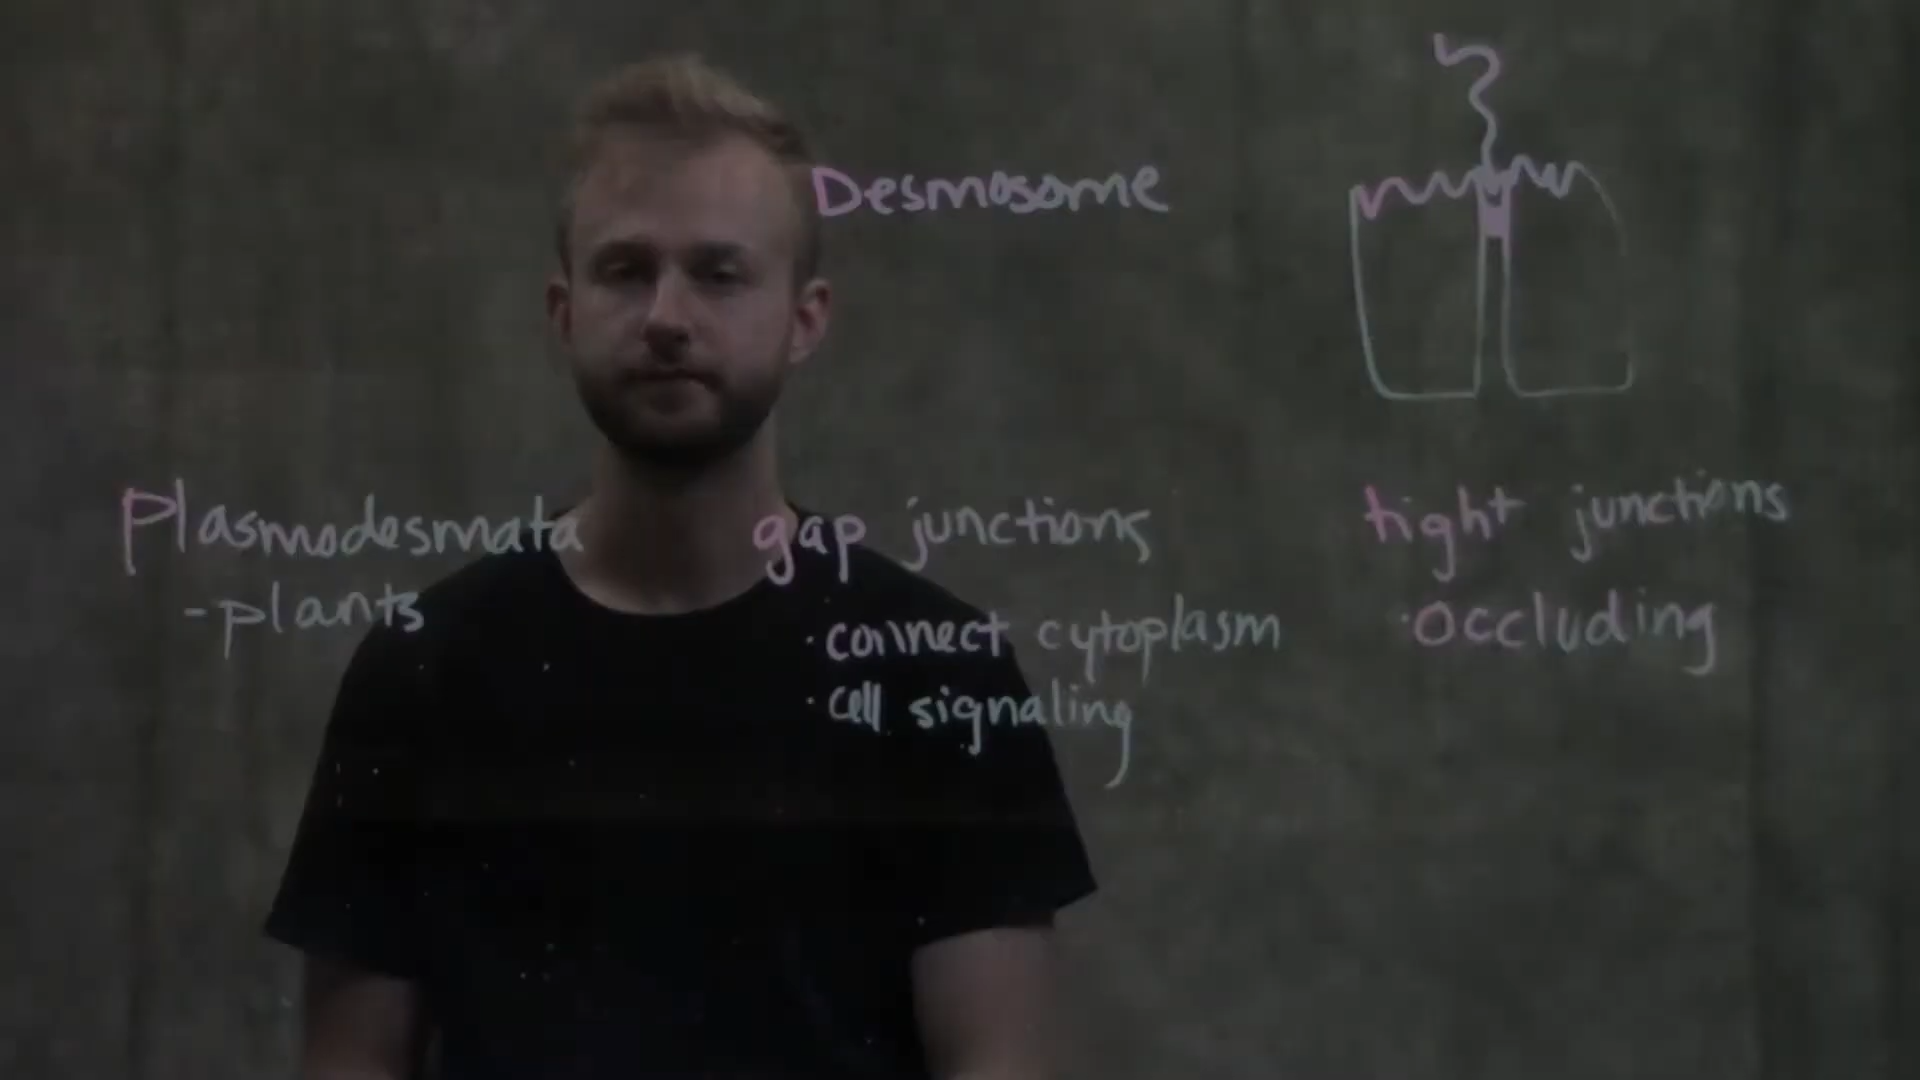 Desmosome
Plasmodesmata
-plants
gap junctions
·connect cytoplasm
·cell signaling
tight junctions
·occluding